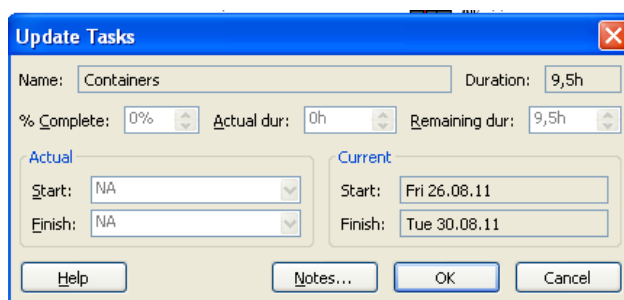 Update Tasks
Name: Containers Duration: 9,5h
% Complete: 0% Actual dur: 0h Remaining dur: 9,5h
Actual Current
Start: NA Start: Fri 26.08.11
Finish: NA Finish: Tue 30.08.11
Help Notes... OK Cancel